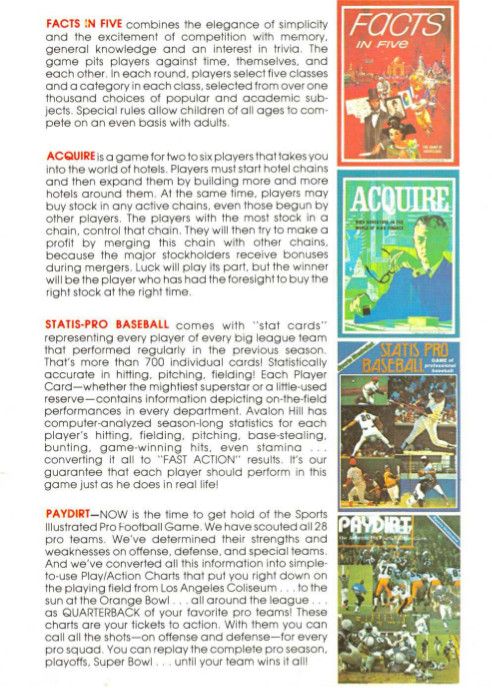 FACTS IN FIVE combines the elegance of simplicity
and the excitement of competition with memory,
general knowledge and an interest in trivia. The
game pits players against time, themselves, and
each other. In each round, players select five classes
and a category in each class, selected from over one
thousand choices of popular and academic sub-
jects. Special rules allow children of all ages to com-
pete on an even basis with adults.
FACTS
IN FIVE
ACQUIRE is a game for two to six players that takes you
into the world of hotels. Players must start hotel chains
and then expand them by building more and more
hotels around them. At the same time, players may
buy stock in any active chains, even those begun by
other players. The players with the most stock in a
chain, control that chain. They will then try to make a
profit by merging this chain with other chains,
because the major stockholders receive bonuses
during mergers. Luck will play its part, but the winner
will be the player who has had the foresight to buy the
right stock at the right time.
ACQUIRE
HIGH ADVENTURE IN THE
WORLD OF HIGH FINANCE
STATIS-PRO BASEBALL comes with "stat cards"
representing every player of every big league team
that performed regularly in the previous season.
That's more than 700 individual cards! Statistically
accurate in hitting, pitching, fielding! Each Player
Card—whether the mightiest superstar or a little-used
reserve—contains information depicting on-the-field
performances in every department. Avalon Hill has
computer-analyzed season-long statistics for each
player's hitting, fielding, pitching, base-stealing,
bunting, game-winning hits, even stamina . . .
converting it all to "FAST ACTION" results. It's our
guarantee that each player should perform in this
game just as he does in real life!
STATIS PRO
BASEBALL
GAME of
professional
baseball
PAYDIRT—NOW is the time to get hold of the Sports
Illustrated Pro Football Game. We have scouted all 28
pro teams. We've determined their strengths and
weaknesses on offense, defense, and special teams.
And we've converted all this information into simple-
to-use Play/Action Charts that you put right down on
the playing field from Los Angeles Coliseum . . . to the
sun at the Orange Bowl . . . all around the league . . .
as QUARTERBACK of your favorite pro teams! These
charts are your tickets to action. With them you can
call all the shots—on offense and defense—for every
pro squad. You can replay the complete pro season,
playoffs, Super Bowl . . . until your team wins it all!
PAYDIRT